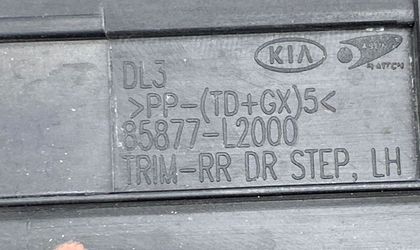 KIA
DL3
>PP-(TD+GX)5<
85877-L2000
TRIM-RR DR STEP, LH